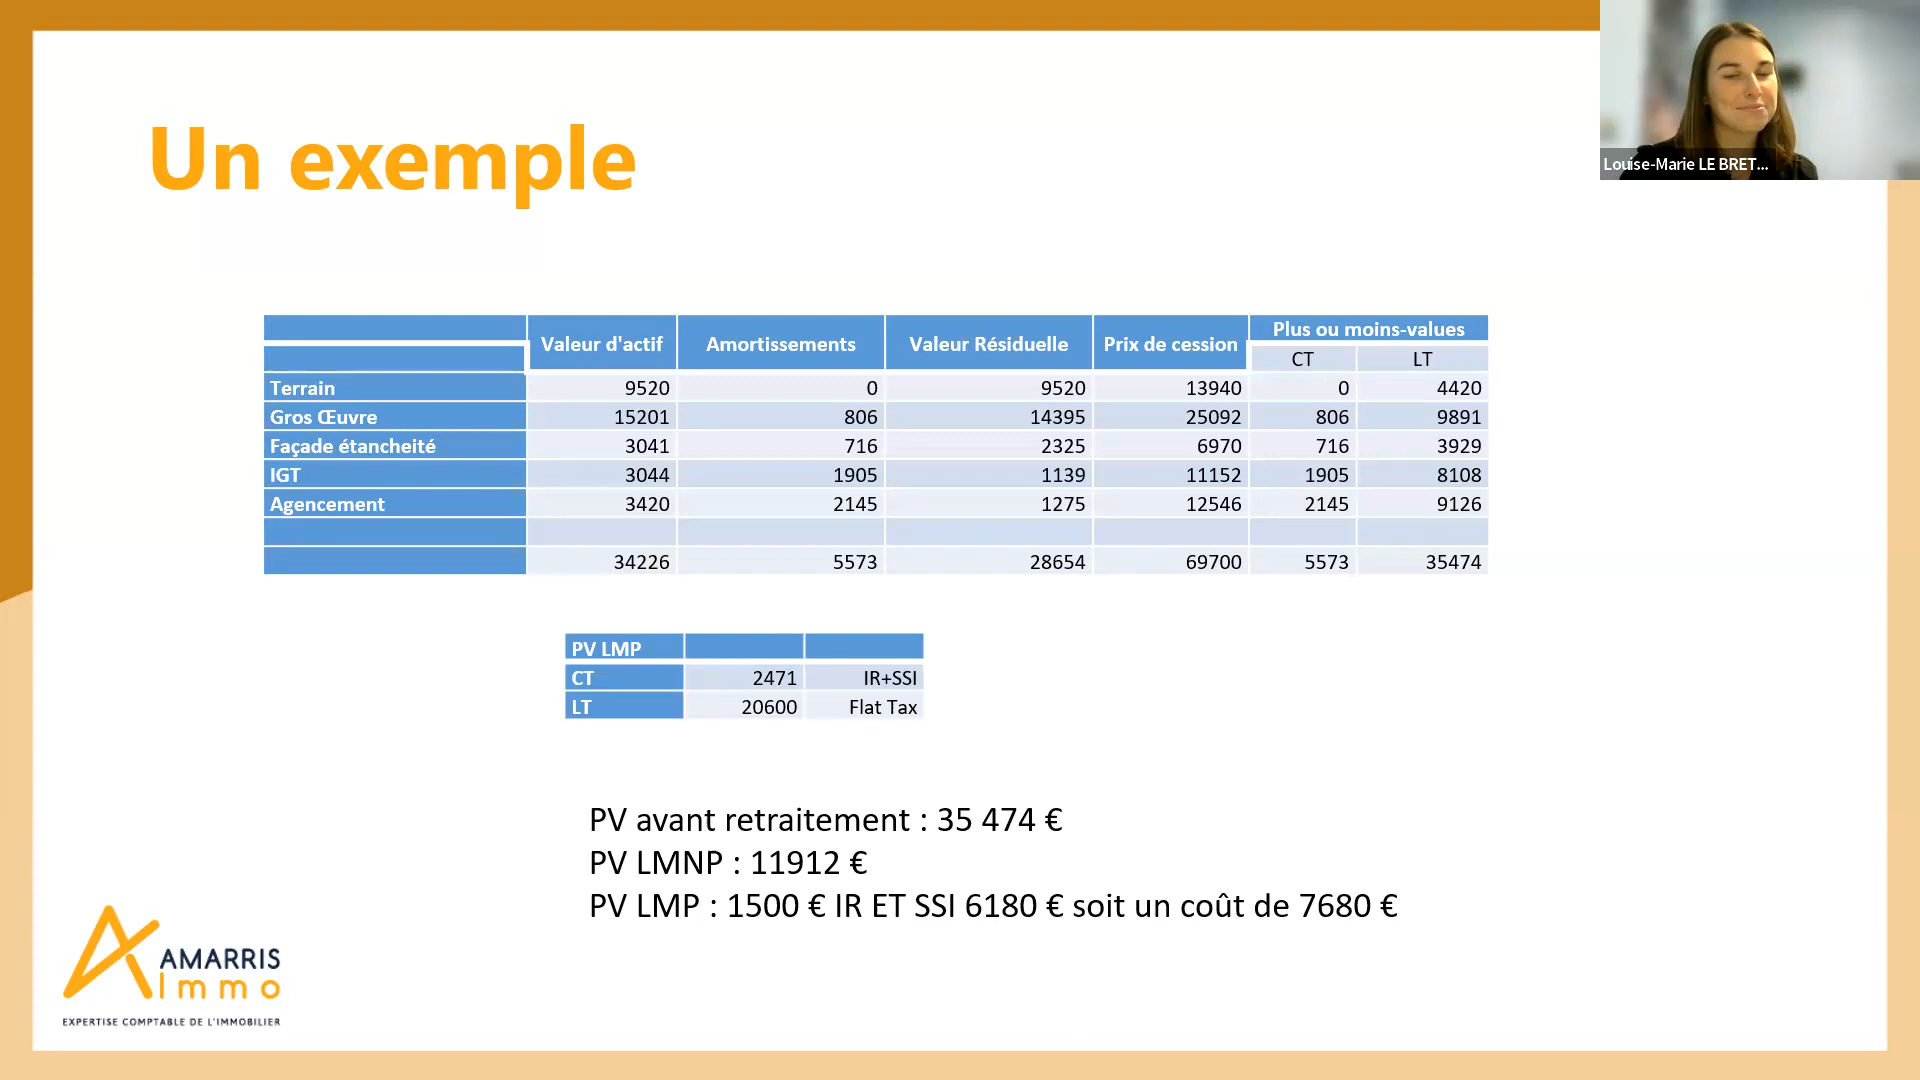 Un exemple
Louise-Marie LE BRET...
Valeur d'actif Amortissements Valeur Résiduelle Prix de cession Plus ou moins-values
CT LT
Terrain 9520 0 9520 13940 0 4420
Gros Œuvre 15201 806 14395 25092 806 9891
Façade étancheité 3041 716 2325 6970 716 3929
IGT 3044 1905 1139 11152 1905 8108
Agencement 3420 2145 1275 12546 2145 9126
34226 5573 28654 69700 5573 35474
PV LMP
CT 2471 IR+SSI
LT 20600 Flat Tax
PV avant retraitement : 35 474 €
PV LMNP : 11912 €
PV LMP : 1500 € IR ET SSI 6180 € soit un coût de 7680 €
AMARRIS
Immo
EXPERTISE COMPTABLE DE L'IMMOBILIER